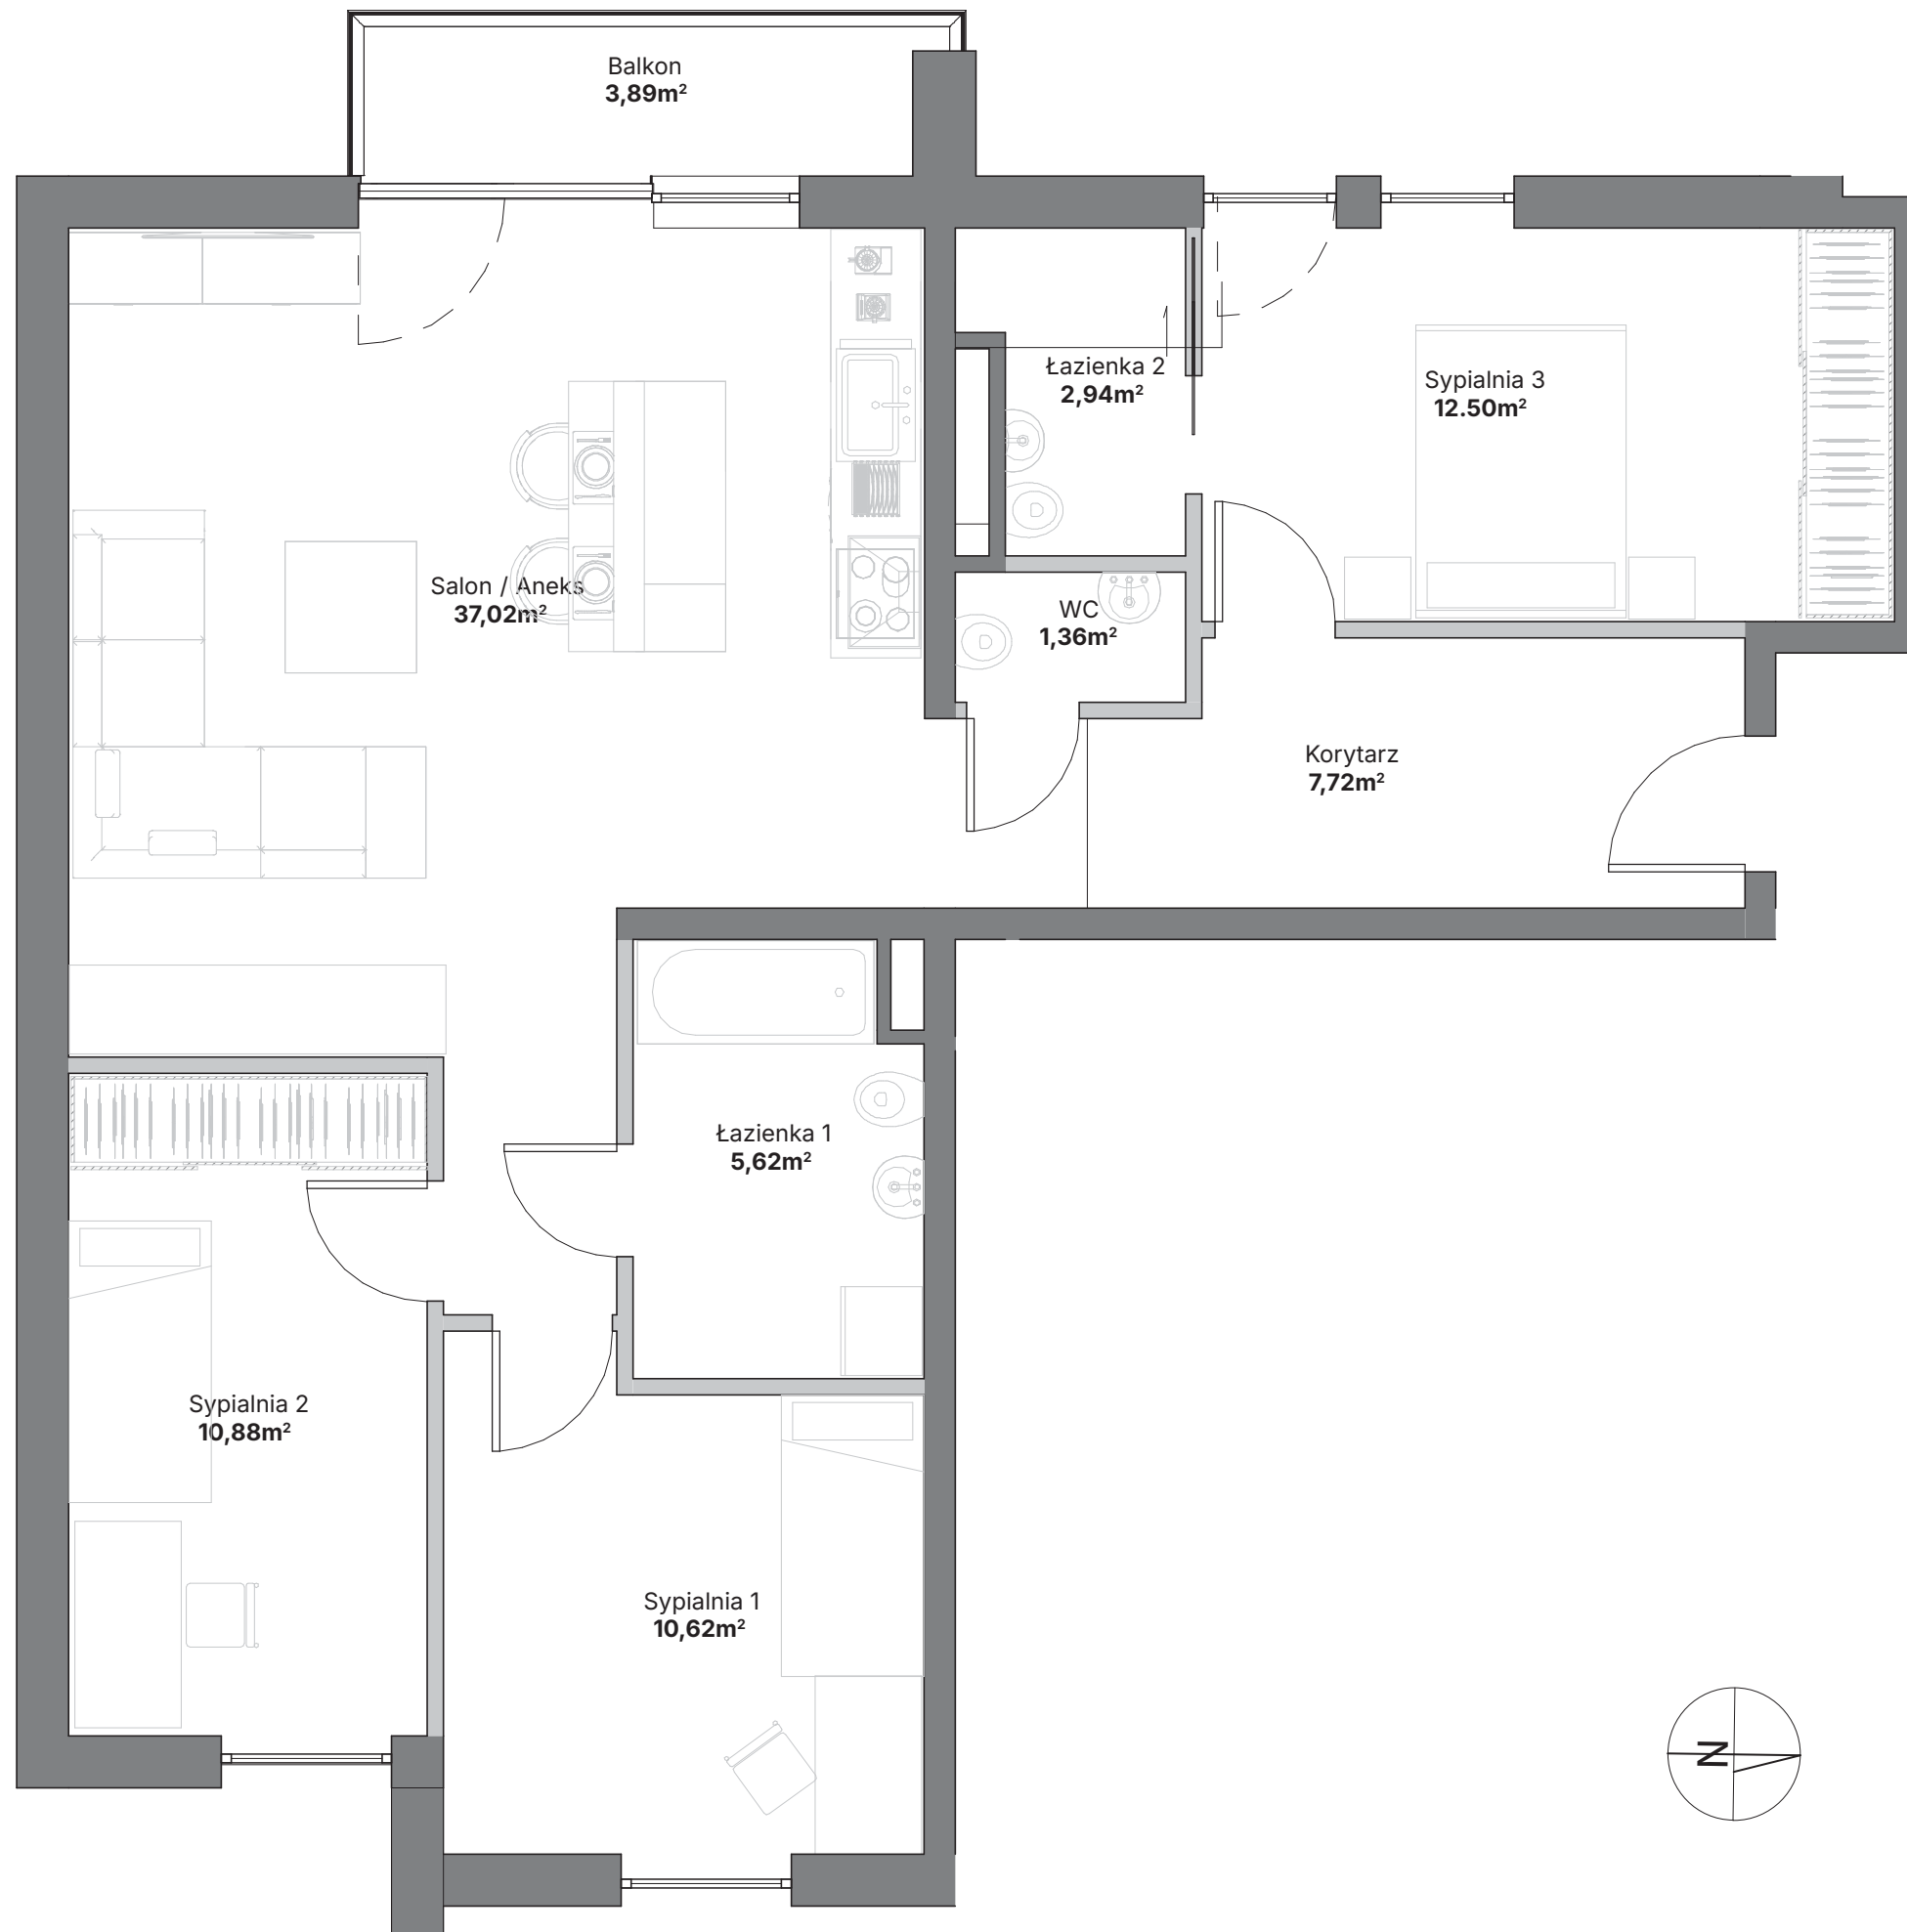 Balkon
3,89m²
Łazienka 2
2,94m²
Sypialnia 3
12.50m²
Salon / Aneks
37,02m²
WC
1,36m²
Korytarz
7,72m²
Łazienka 1
5,62m²
Sypialnia 2
10,88m²
Sypialnia 1
10,62m²
N